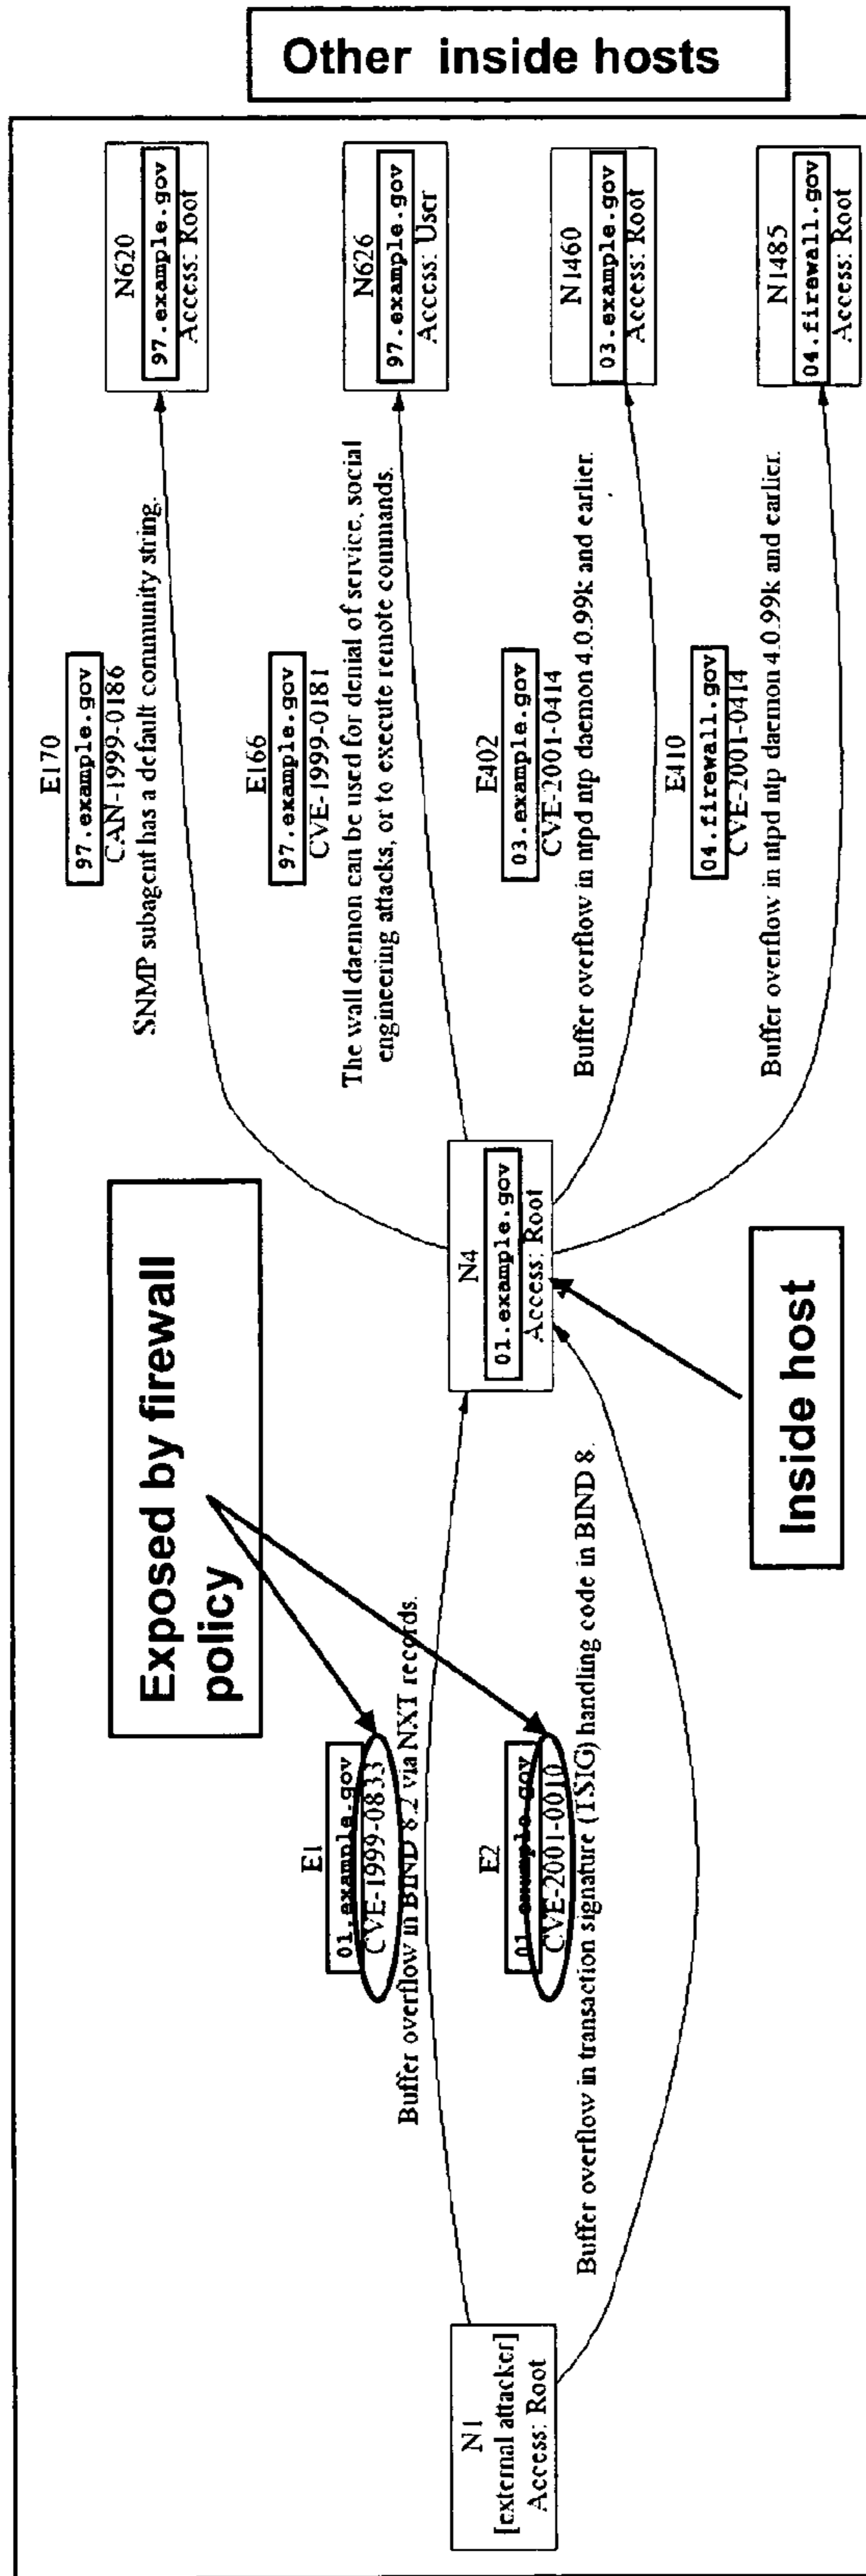 Other inside hosts
Exposed by firewall
policy
Inside host
N1
[external attacker]
Access: Root
E1
01.example.gov
CVE-1999-0833
Buffer overflow in BIND 8.2 via NXT records.
E2
01.example.gov
CVE-2001-0010
Buffer overflow in transaction signature (TSIG) handling code in BIND 8.
N4
01.example.gov
Access: Root
E170
97.example.gov
CAN-1999-0186
SNMP subagent has a default community string.
E166
97.example.gov
CVE-1999-0181
The wall daemon can be used for denial of service, social
engineering attacks, or to execute remote commands.
E402
03.example.gov
CVE-2001-0414
Buffer overflow in ntpd ntp daemon 4.0.99k and earlier.
E410
04.firewall.gov
CVE-2001-0414
Buffer overflow in ntpd ntp daemon 4.0.99k and earlier.
N620
97.example.gov
Access: Root
N626
97.example.gov
Access: User
N1460
03.example.gov
Access: Root
N1485
04.firewall.gov
Access: Root